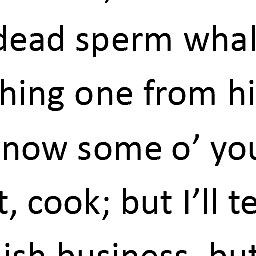 dead sperm whal
hing one from hi
now some o’ you
t, cook; but I’ll te
ish business, but